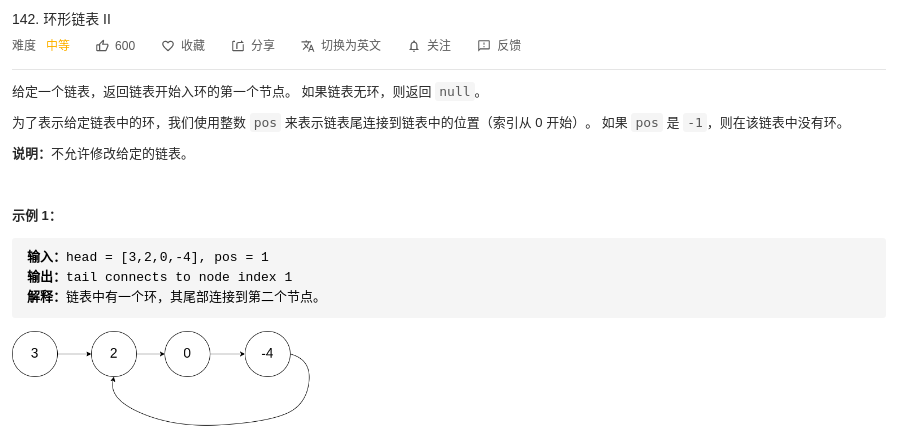 142. 环形链表 II
难度 中等 600 收藏 分享 切换为英文 关注 反馈
给定一个链表，返回链表开始入环的第一个节点。 如果链表无环，则返回 null。
为了表示给定链表中的环，我们使用整数 pos 来表示链表尾连接到链表中的位置（索引从 0 开始）。 如果 pos 是 -1，则在该链表中没有环。
说明：不允许修改给定的链表。
示例 1：
输入：head = [3,2,0,-4], pos = 1
输出：tail connects to node index 1
解释：链表中有一个环，其尾部连接到第二个节点。
3 2 0 -4